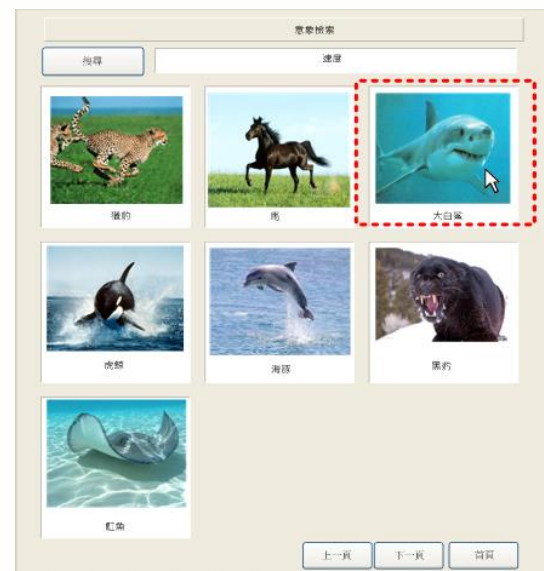 意象檢索
搜尋
速度
獵豹
馬
大白鯊
虎鯨
海豚
黑豹
魟魚
上一頁
下一頁
首頁